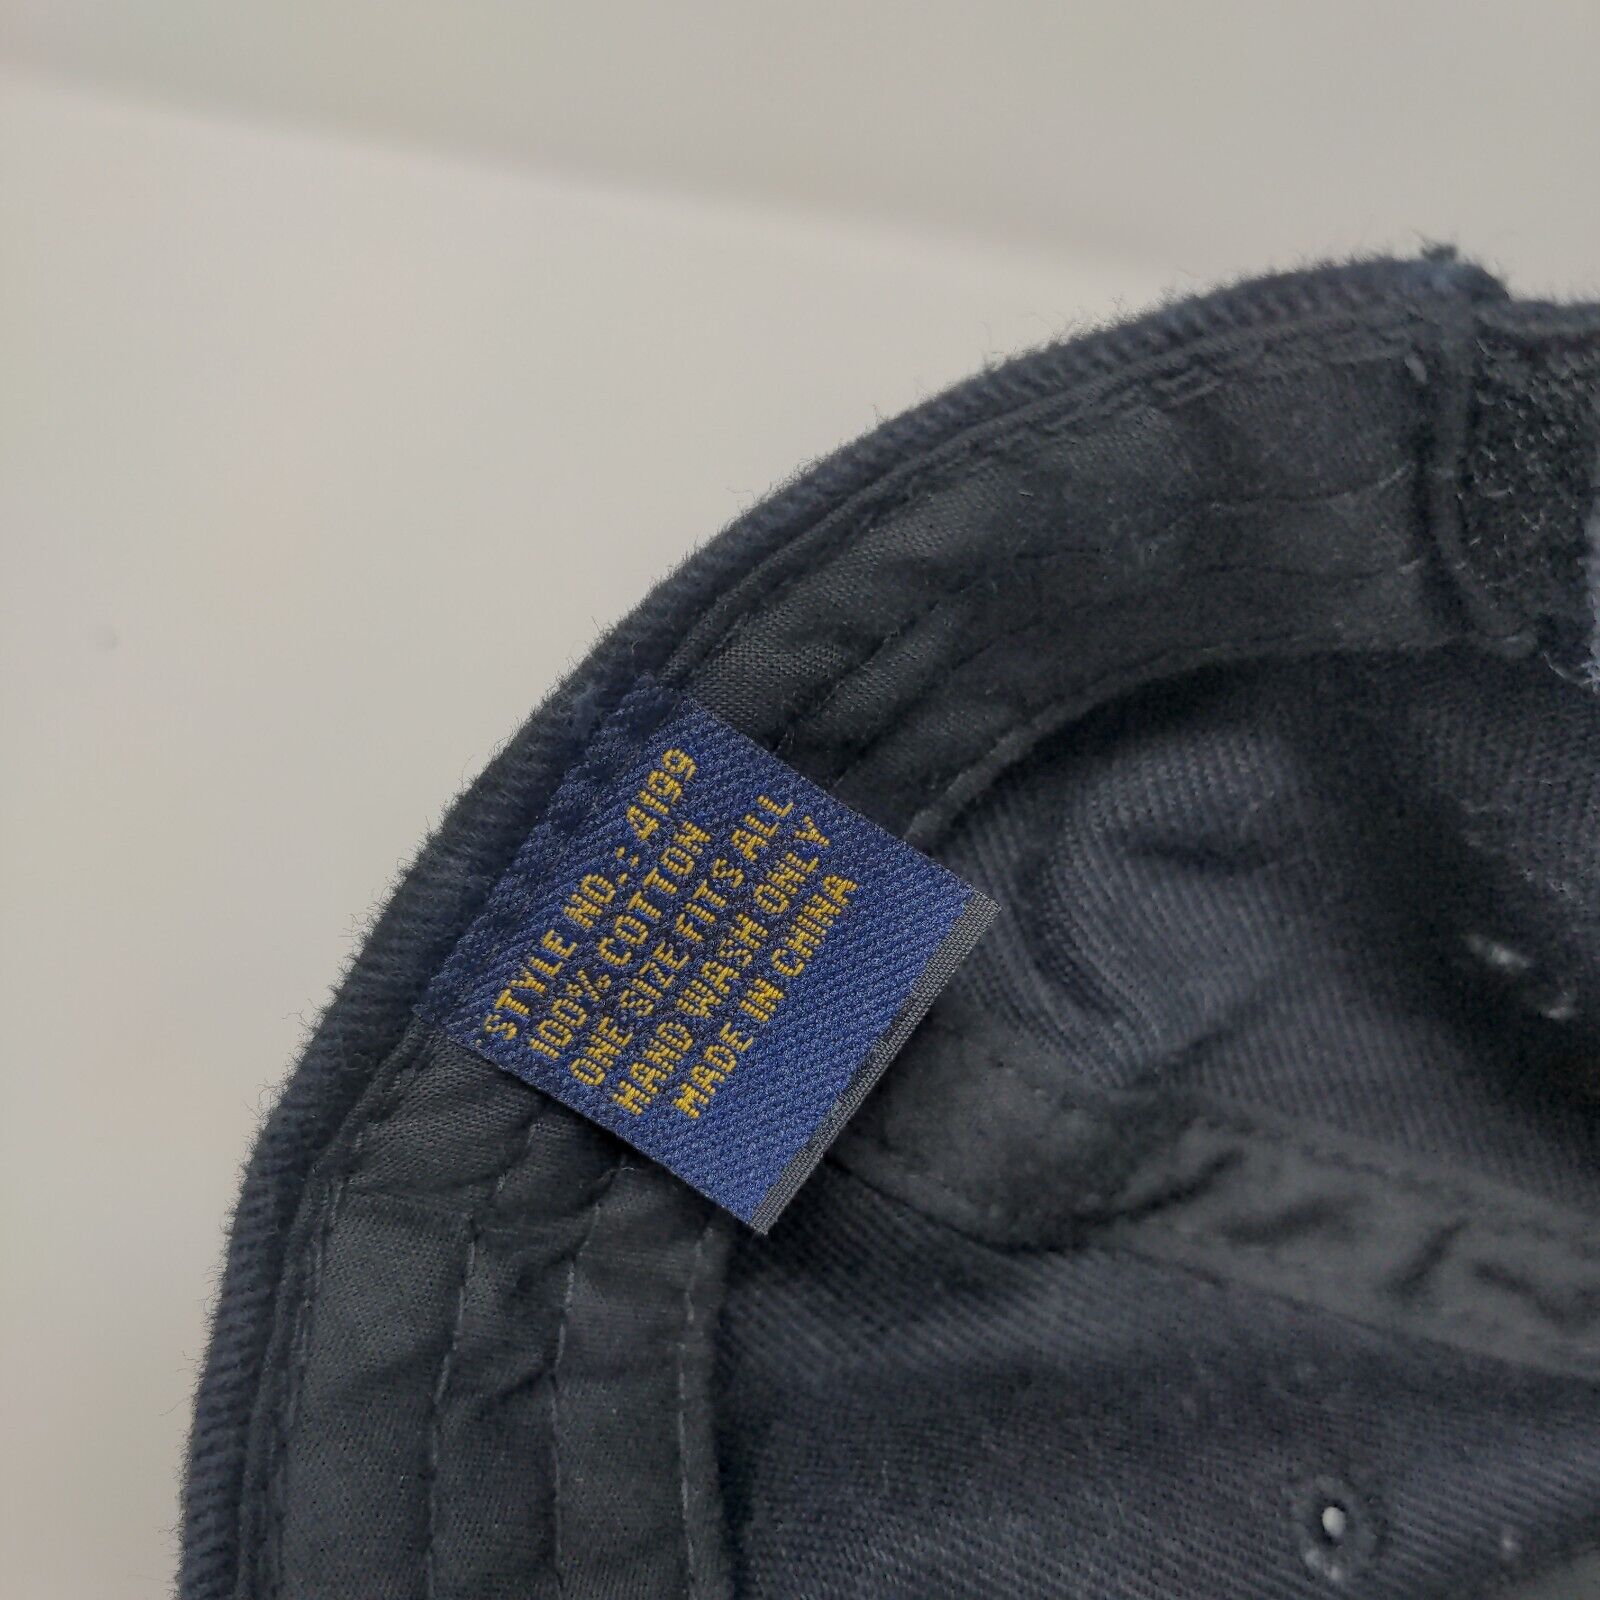 STYLE NO.: 4199
100% COTTON
ONE SIZE FITS ALL
HAND WASH ONLY
MADE IN CHINA